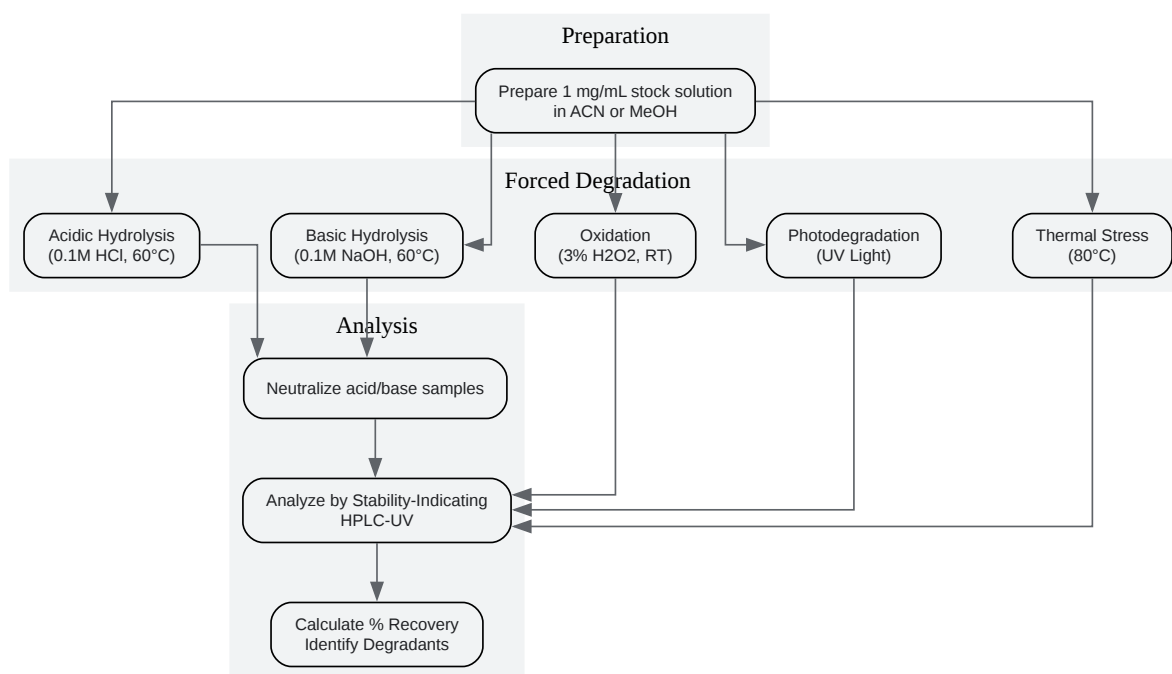 Preparation
Prepare 1 mg/mL stock solution
in ACN or MeOH
Forced Degradation
Acidic Hydrolysis
(0.1M HCl, 60°C)
Basic Hydrolysis
(0.1M NaOH, 60°C)
Oxidation
(3% H2O2, RT)
Photodegradation
(UV Light)
Thermal Stress
(80°C)
Analysis
Neutralize acid/base samples
Analyze by Stability-Indicating
HPLC-UV
Calculate % Recovery
Identify Degradants